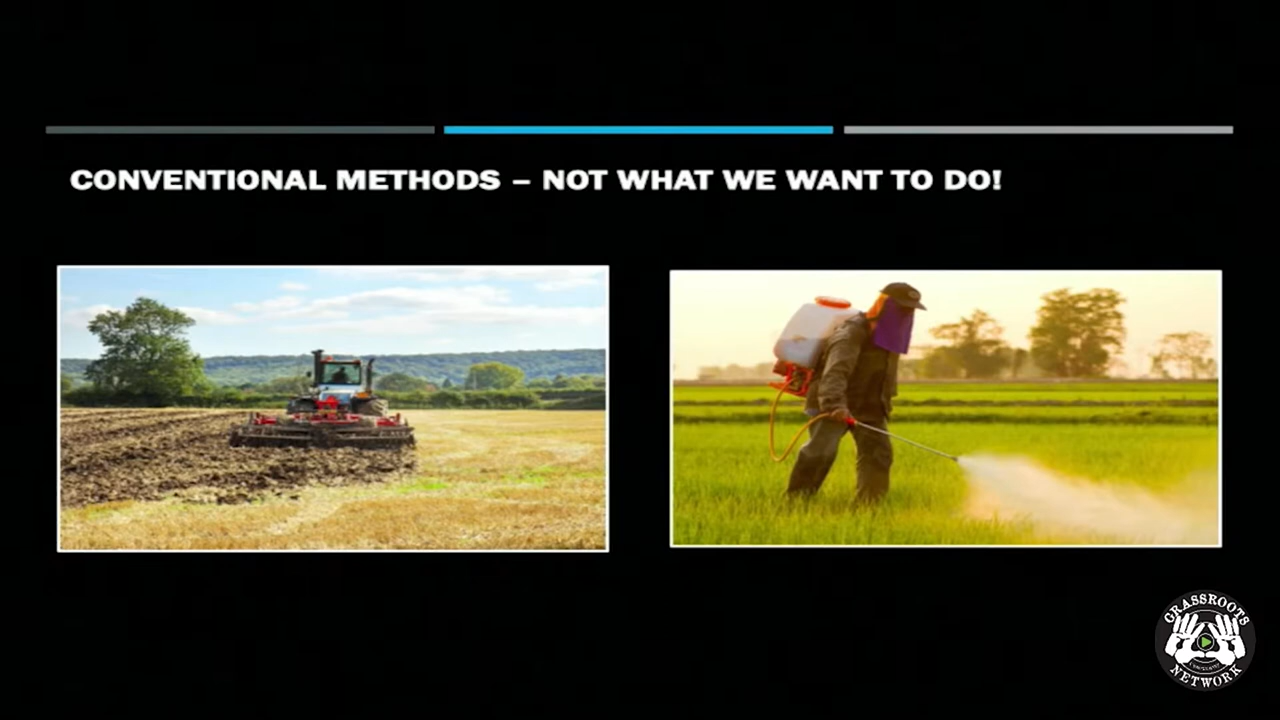 CONVENTIONAL METHODS – NOT WHAT WE WANT TO DO!
GRASSROOTS
NETWORK